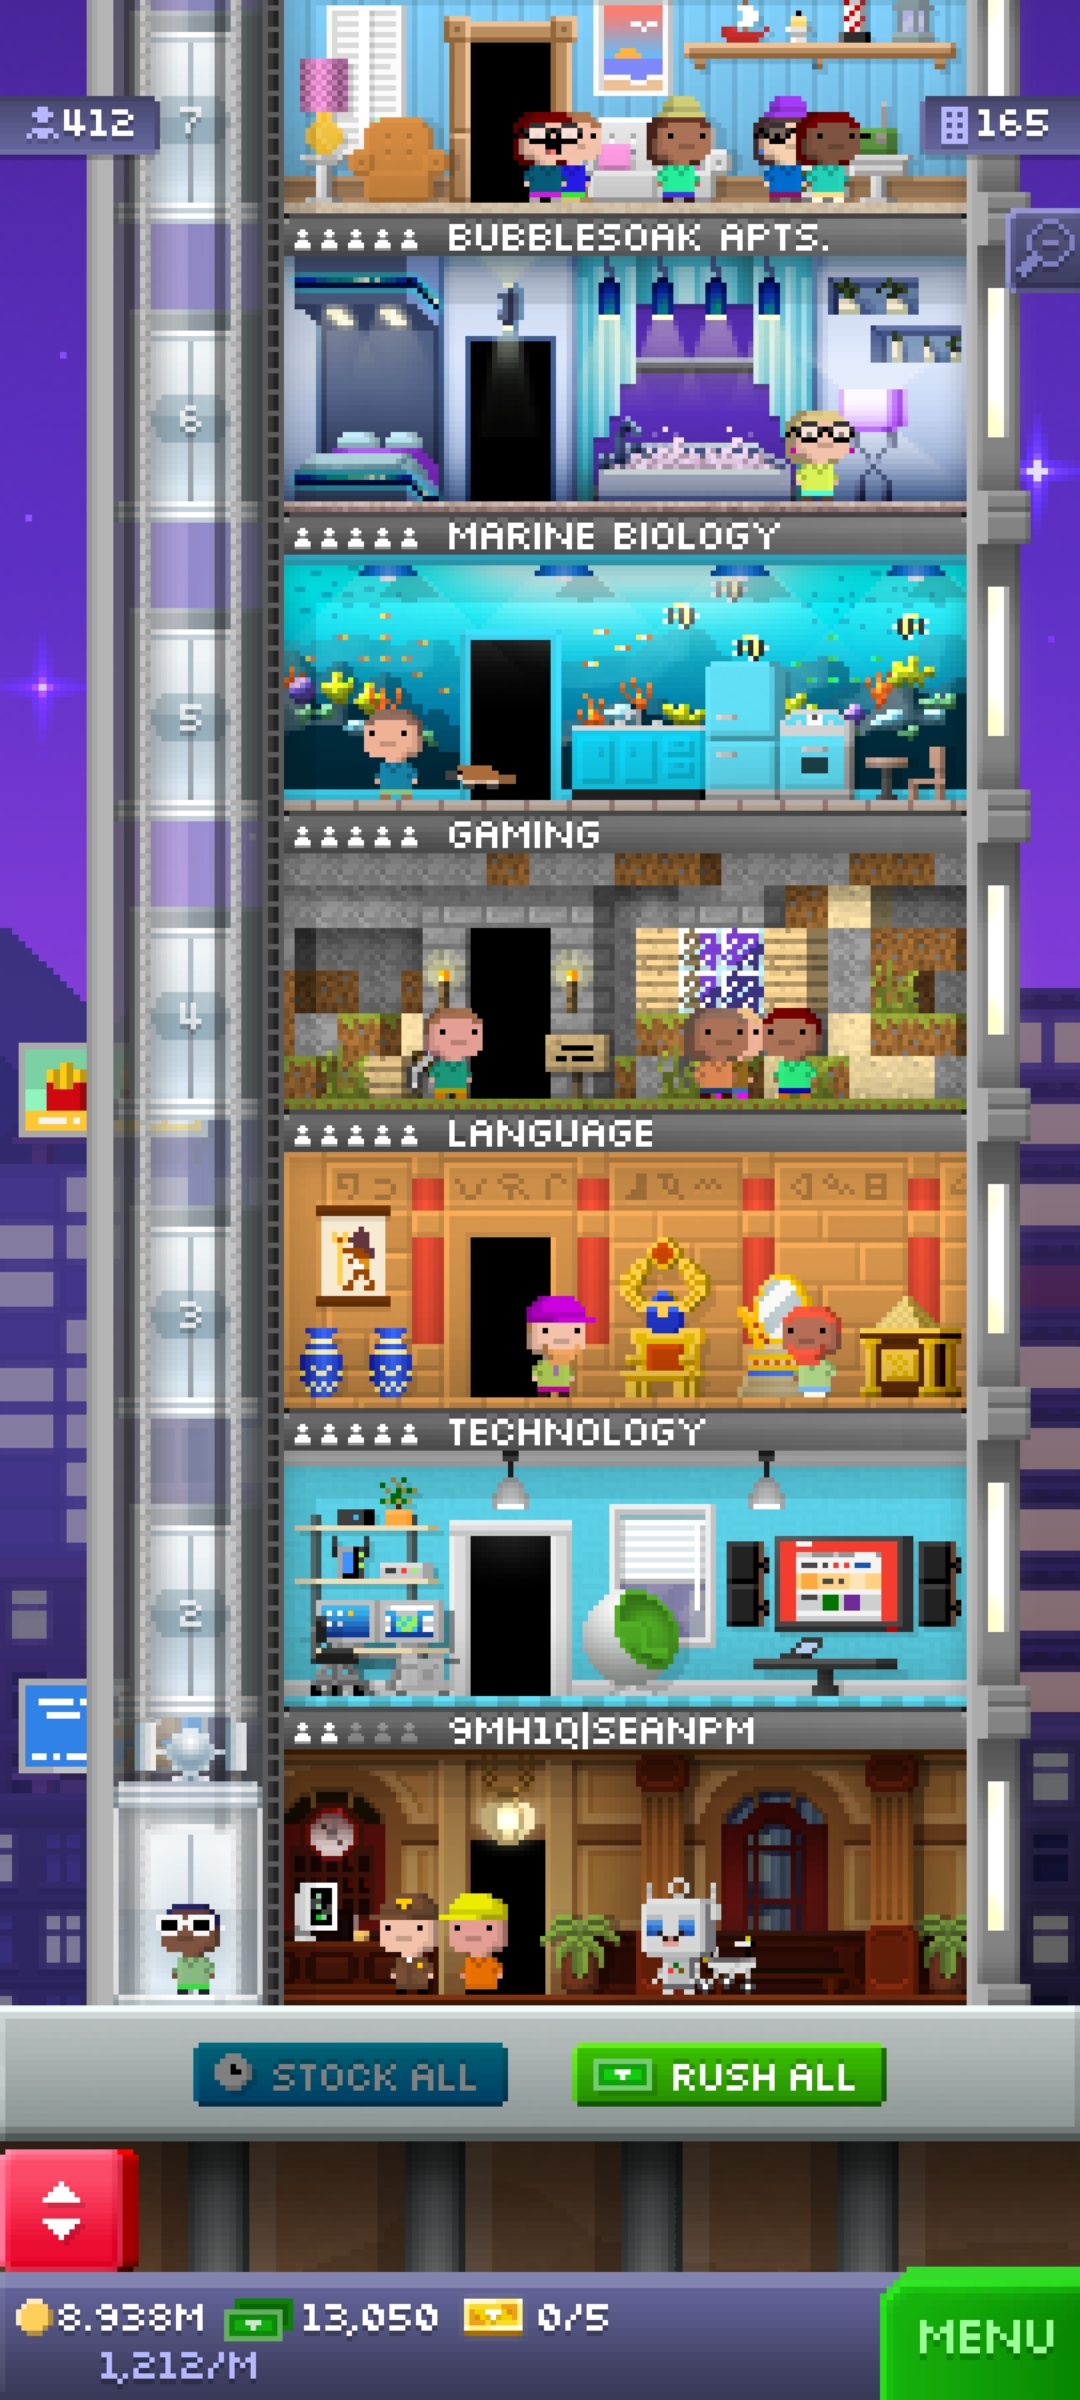 412
7
165
BUBBLESOAK APTS.
6
MARINE BIOLOGY
5
GAMING
4
LANGUAGE
3
TECHNOLOGY
2
9MH1Q|SEANPM
STOCK ALL
RUSH ALL
8.938M
13,050
0/5
1,212/M
MENU